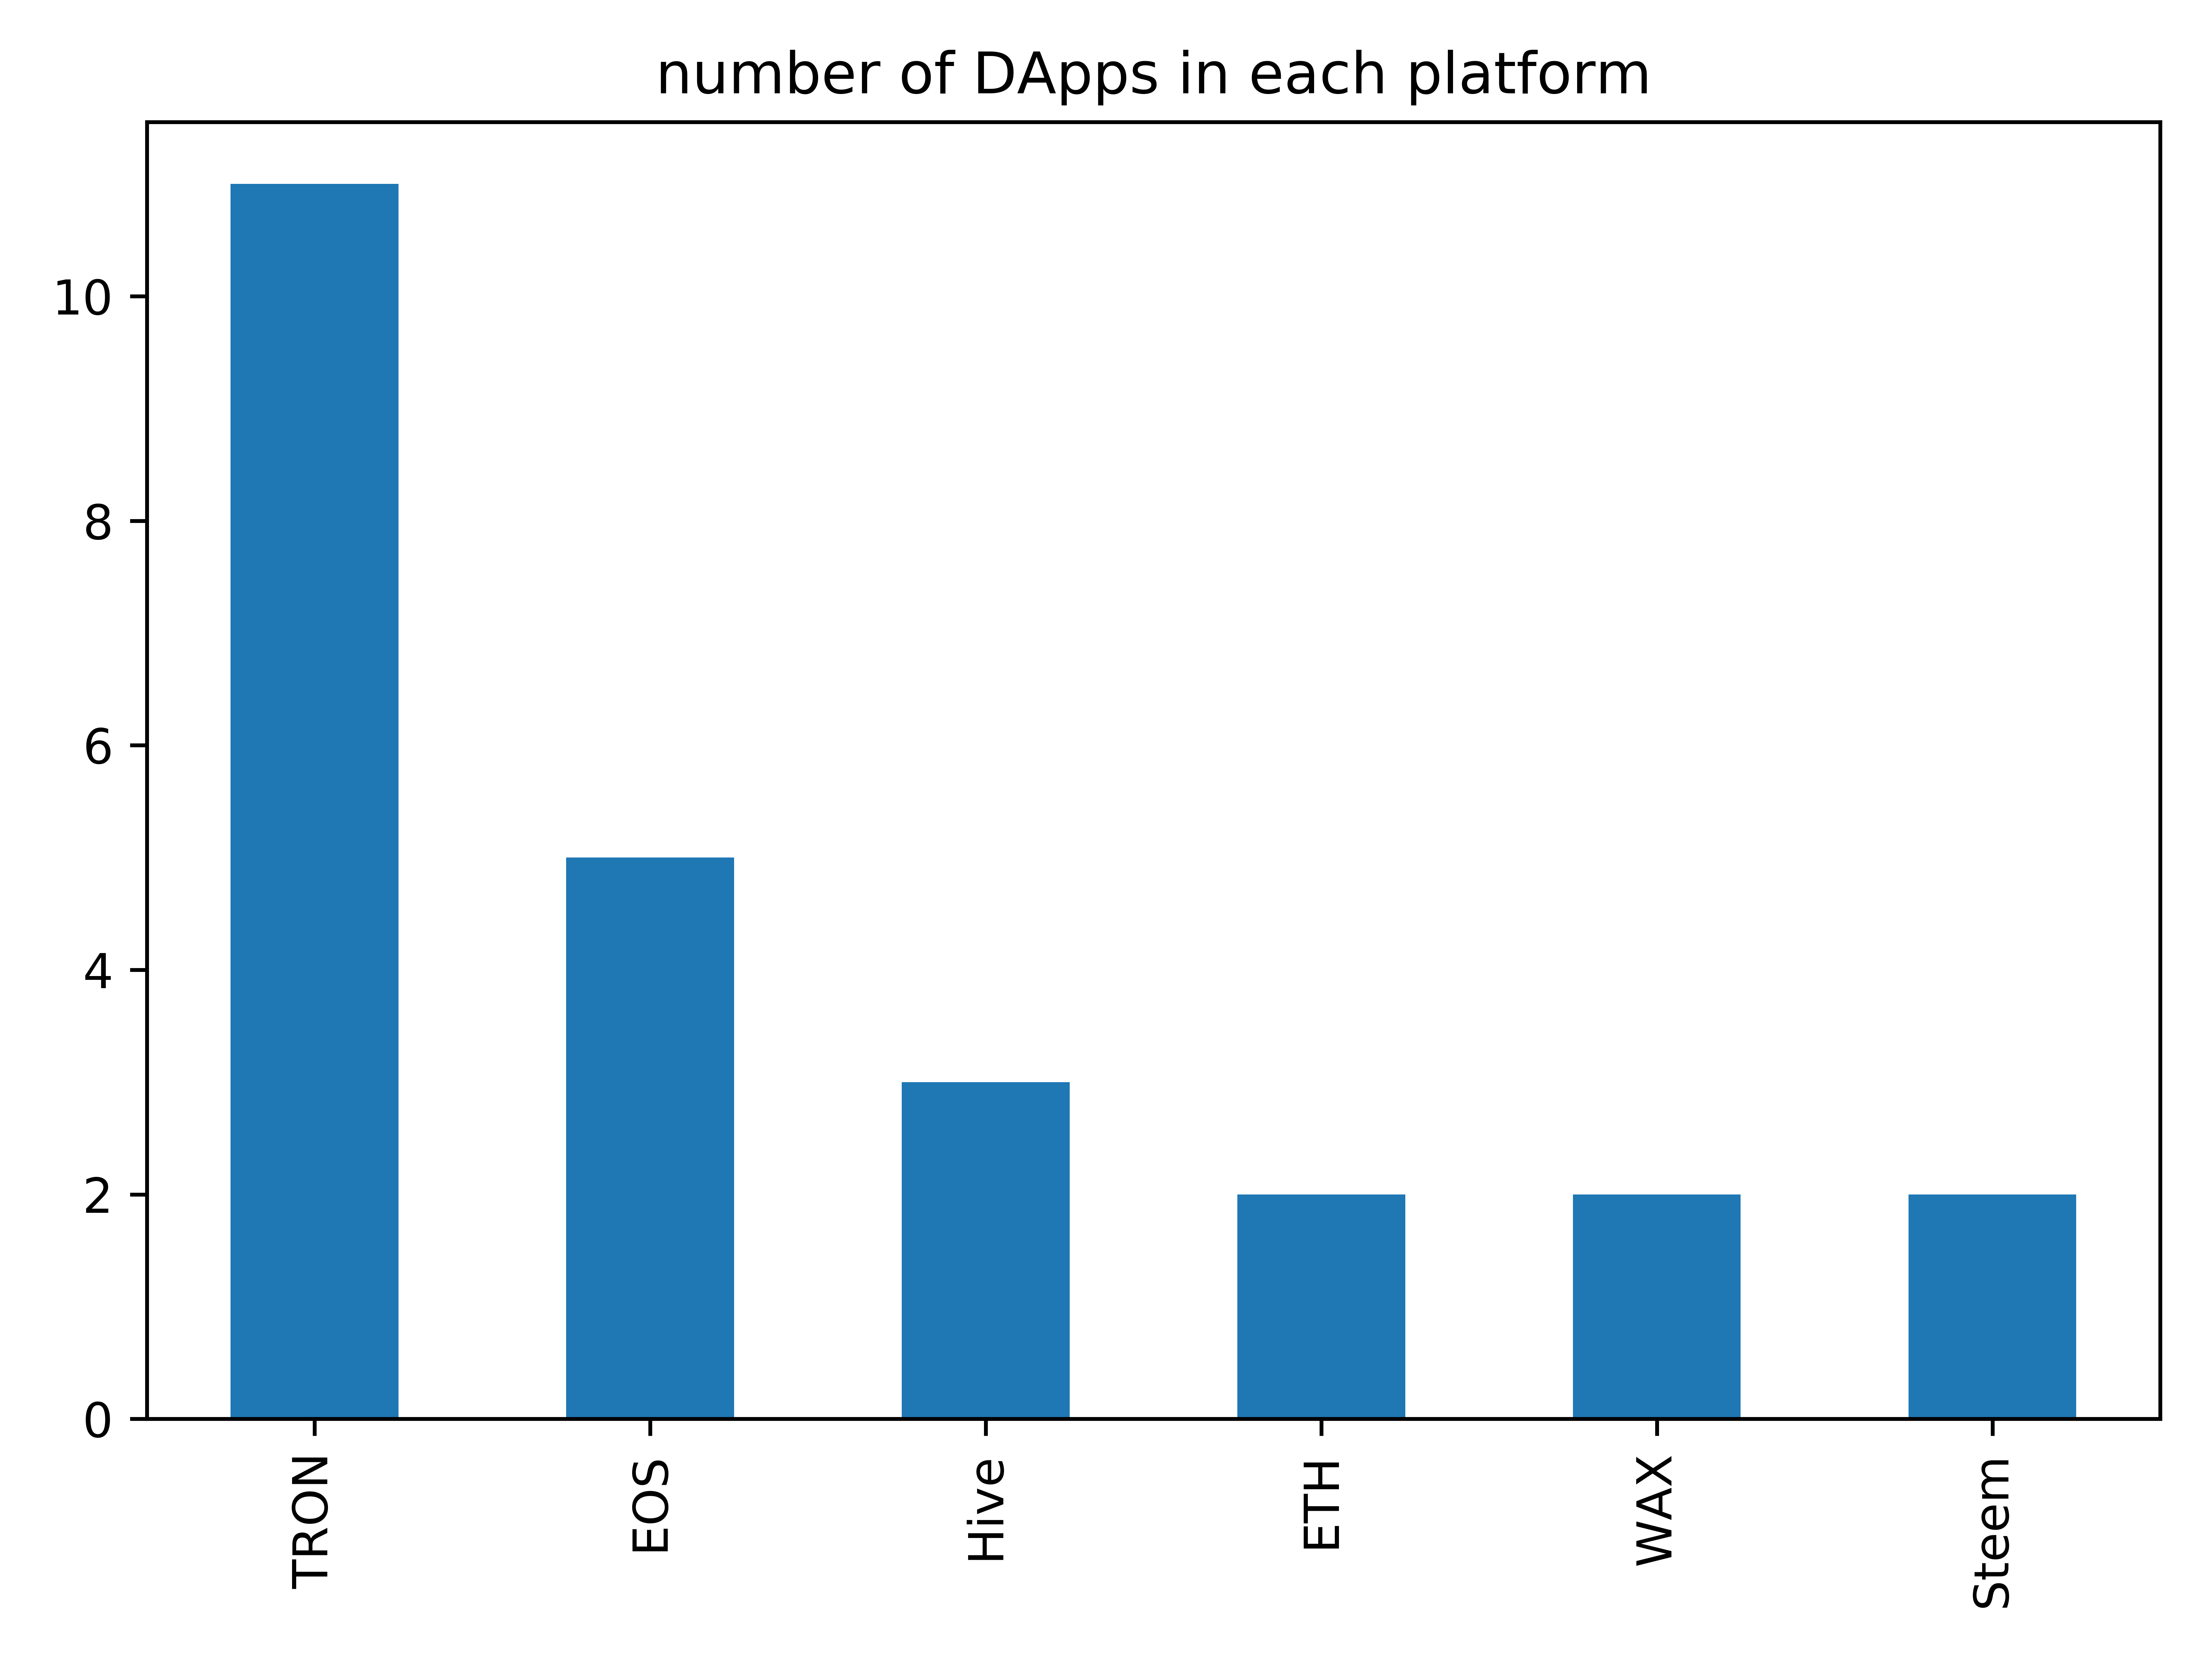 number of DApps in each platform
10
8
6
4
2
0
TRON
EOS
Hive
ETH
WAX
Steem